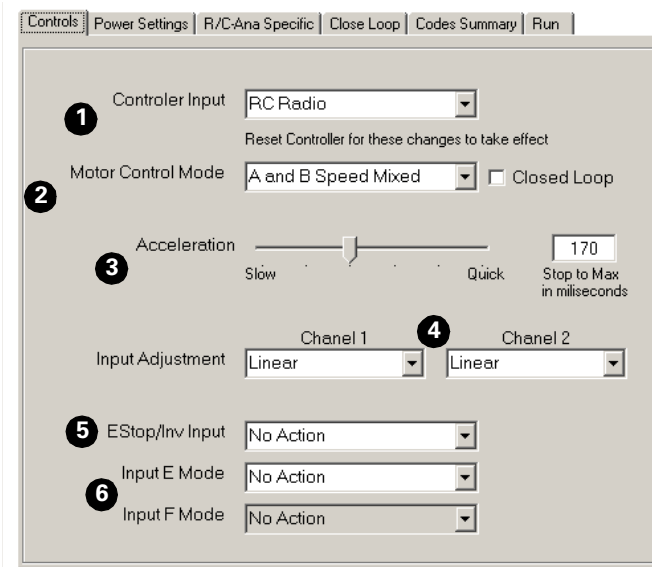 Controls Power Settings R/C-Ana Specific Close Loop Codes Summary Run
1 Controler Input RC Radio
Reset Controller for these changes to take effect
2 Motor Control Mode A and B Speed Mixed Closed Loop
3 Acceleration 170
Slow Quick Stop to Max
in miliseconds
4
Chanel 1 Chanel 2
Input Adjustment Linear Linear
5 EStop/Inv Input No Action
Input E Mode No Action
6
Input F Mode No Action